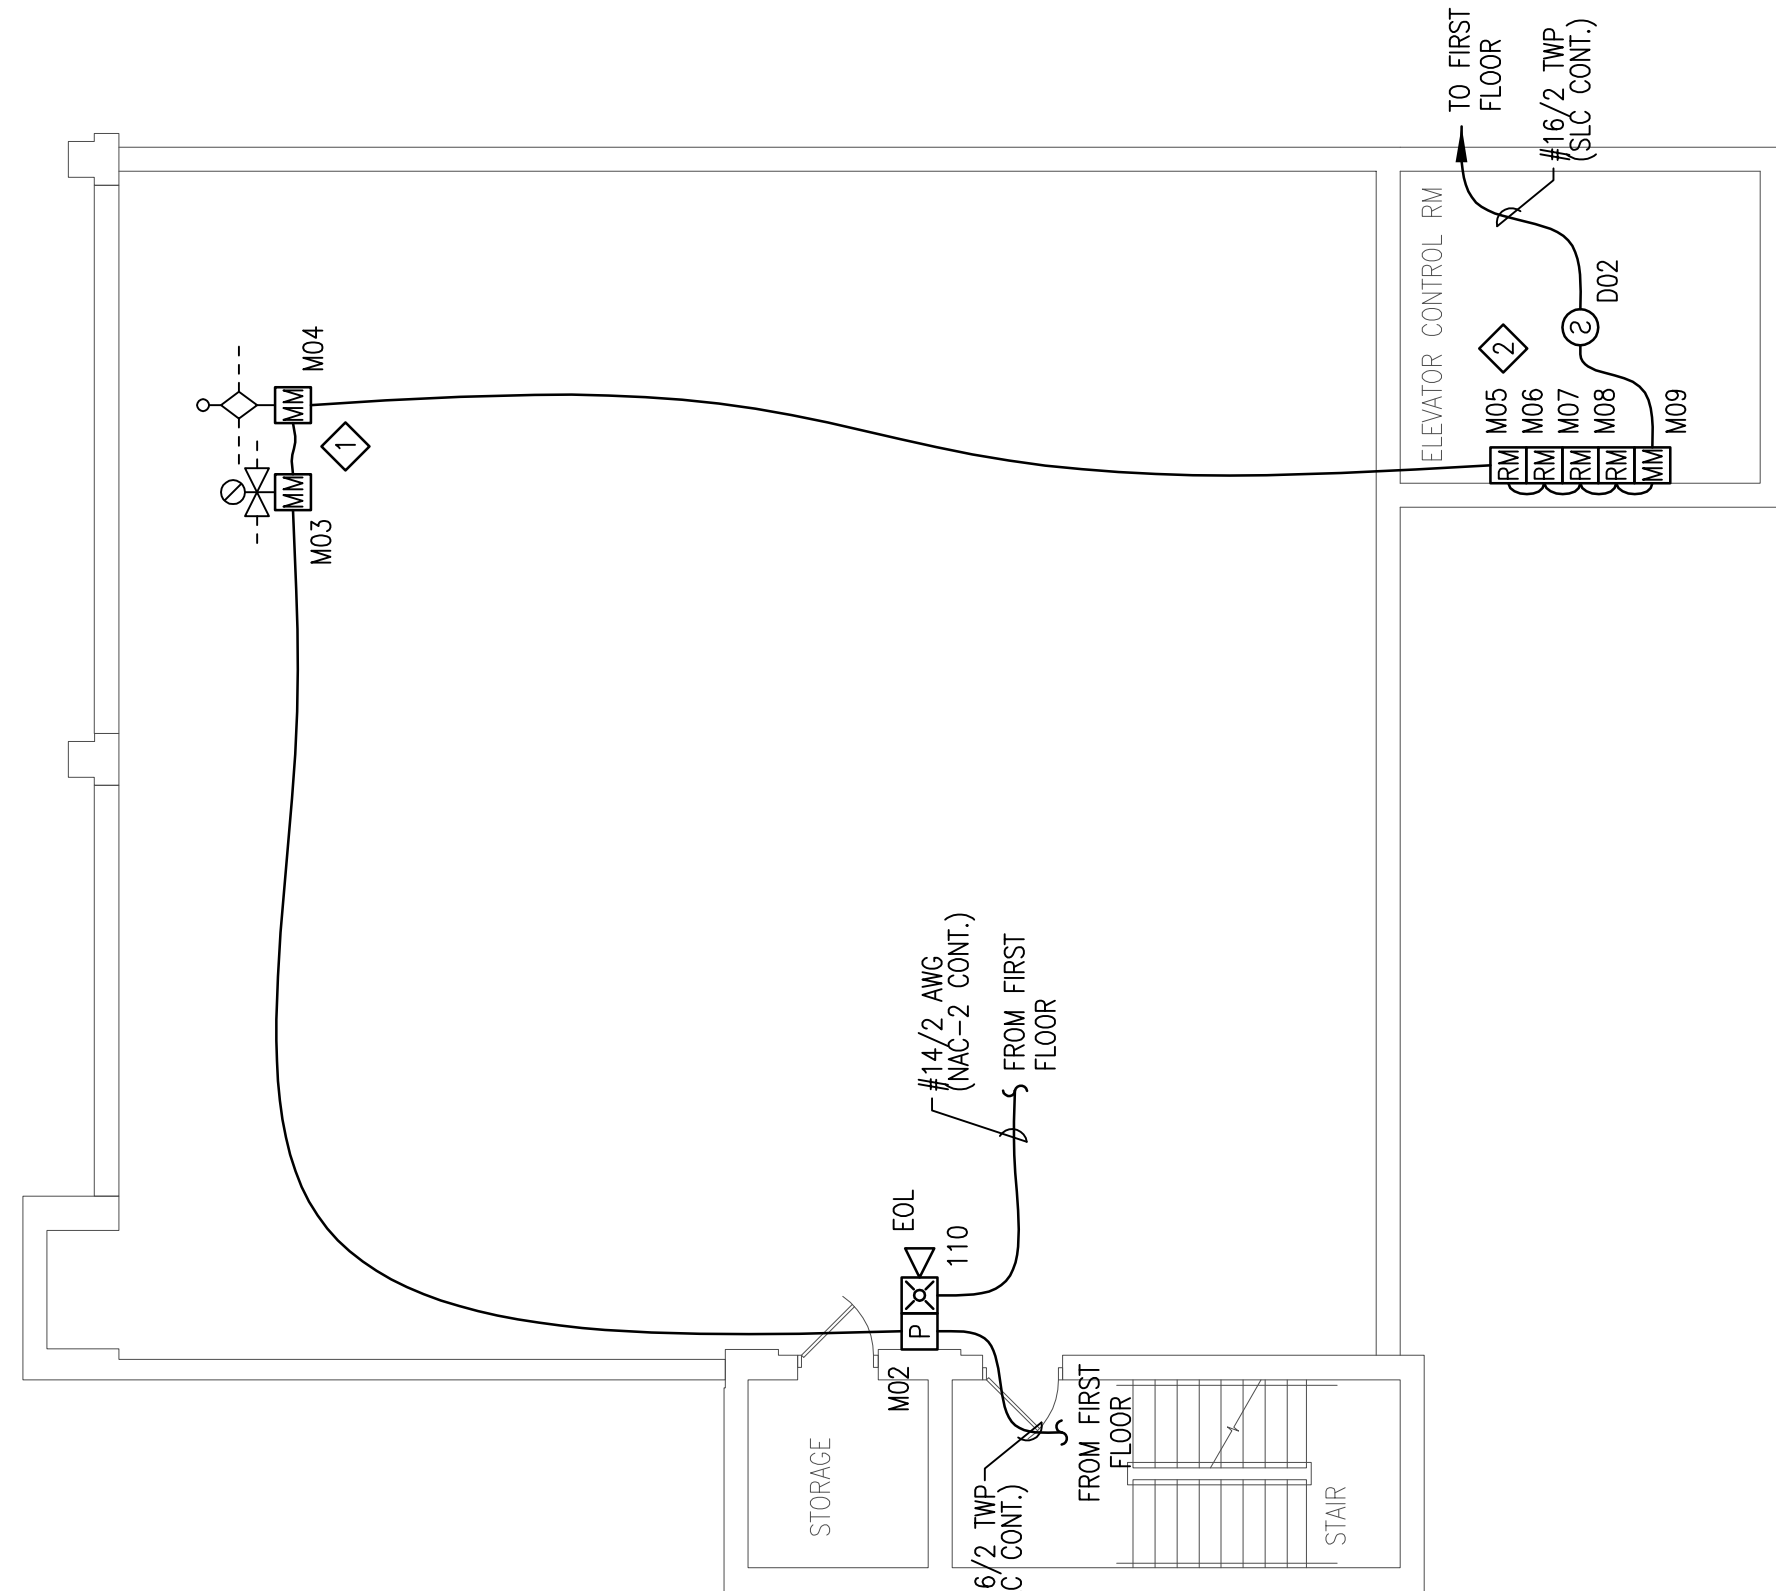 TO FIRST
FLOOR
#16/2 TWP
(SLC CONT.)
ELEVATOR CONTROL RM
D02
S
2
M05
M06
M07
M08
M09
RM
RM
RM
RM
MM
M04
MM
1
MM
M03
#14/2 AWG
(NAC-2 CONT.)
FROM FIRST
FLOOR
EOL
110
P
M02
STORAGE
6/2 TWP
C CONT.)
FROM FIRST
FLOOR
STAIR